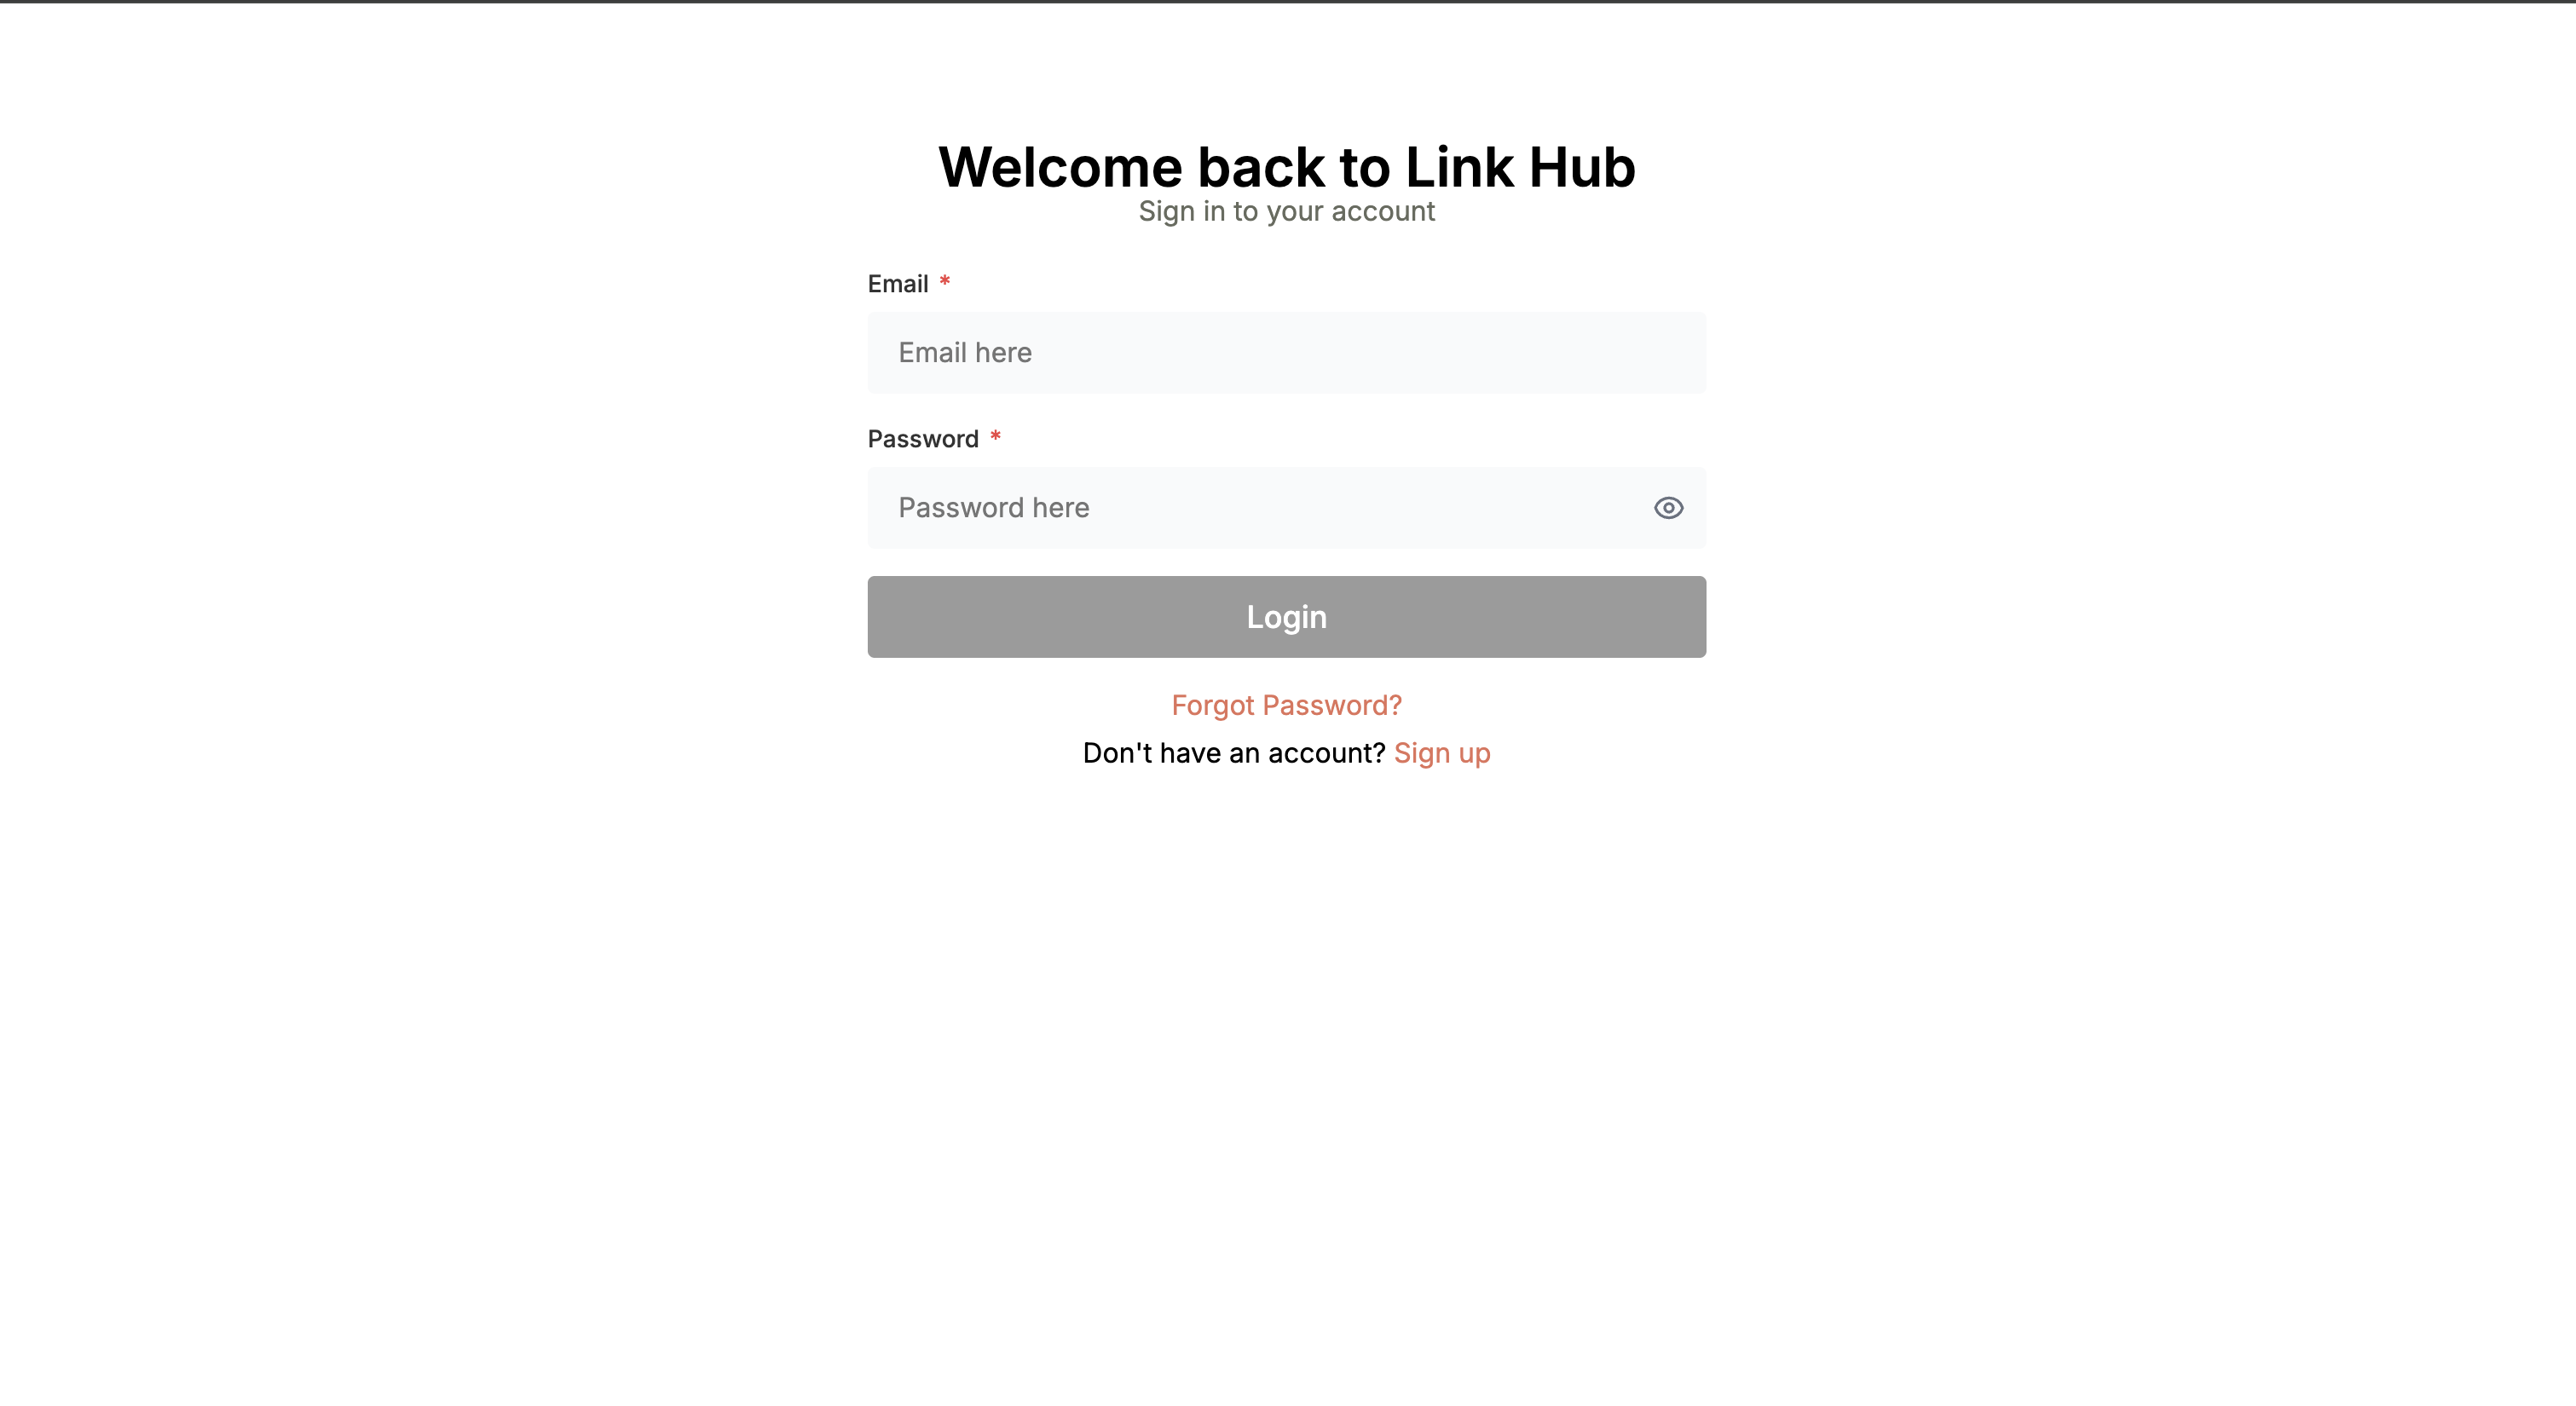 Welcome back to Link Hub
Sign in to your account
Email *
Email here
Password *
Password here
Login
Forgot Password?
Don't have an account? Sign up